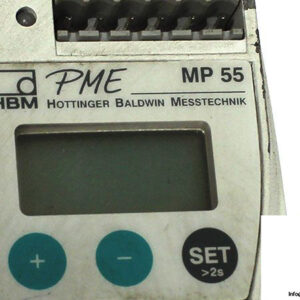 PME MP 55
HBM HOTTINGER BALDWIN MESSTECHNIK
+ - SET
>2s